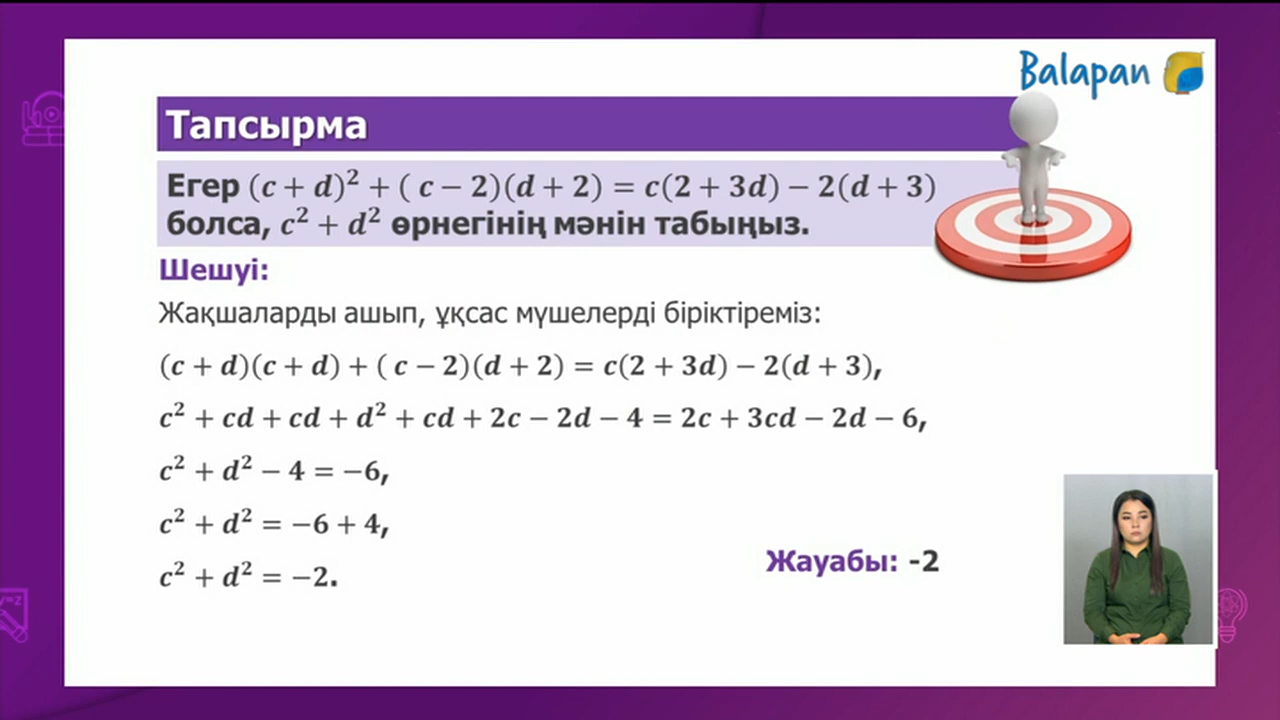 Balapan
Тапсырма
Егер (c + d)² + ( c − 2)(d + 2) = c(2 + 3d) − 2(d + 3)
болса, c² + d² өрнегінің мәнін табыңыз.
Шешуі:
Жақшаларды ашып, ұқсас мүшелерді біріктіреміз:
(c + d)(c + d) + ( c − 2)(d + 2) = c(2 + 3d) − 2(d + 3),
c² + cd + cd + d² + cd + 2c − 2d − 4 = 2c + 3cd − 2d − 6,
c² + d² − 4 = −6,
c² + d² = −6 + 4,
c² + d² = −2.
Жауабы: -2